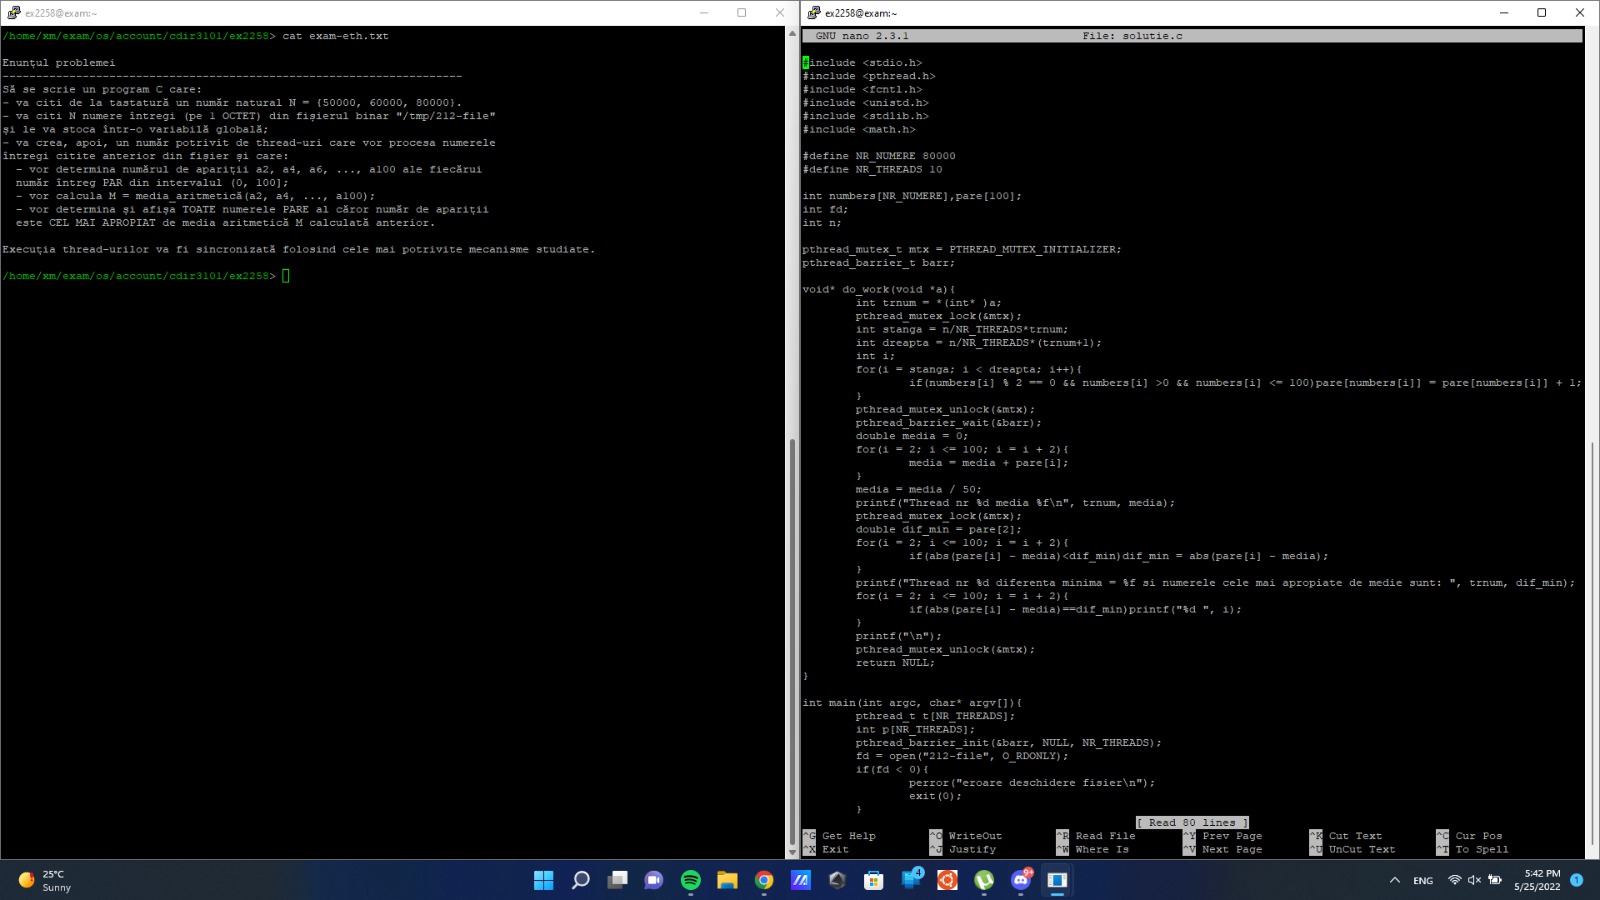 ex2258@exam:~
/home/xm/exam/os/account/cdir3101/ex2258> cat exam-eth.txt
Enunțul problemei
---------------------------------------------------------------------
Să se scrie un program C care:
- va citi de la tastatură un număr natural N = {50000, 60000, 80000}.
- va citi N numere întregi (pe 1 OCTET) din fișierul binar "/tmp/212-file"
și le va stoca într-o variabilă globală;
- va crea, apoi, un număr potrivit de thread-uri care vor procesa numerele
întregi citite anterior din fișier și care:
- vor determina numărul de apariții a2, a4, a6, ..., a100 ale fiecărui
număr întreg PAR din intervalul (0, 100];
- vor calcula M = media_aritmetică(a2, a4, ..., a100);
- vor determina și afișa TOATE numerele PARE al căror număr de apariții
este CEL MAI APROPIAT de media aritmetică M calculată anterior.
Execuția thread-urilor va fi sincronizată folosind cele mai potrivite mecanisme studiate.
/home/xm/exam/os/account/cdir3101/ex2258>
ex2258@exam:~
GNU nano 2.3.1 File: solutie.c
#include <stdio.h>
#include <pthread.h>
#include <fcntl.h>
#include <unistd.h>
#include <stdlib.h>
#include <math.h>
#define NR_NUMERE 80000
#define NR_THREADS 10
int numbers[NR_NUMERE],pare[100];
int fd;
int n;
pthread_mutex_t mtx = PTHREAD_MUTEX_INITIALIZER;
pthread_barrier_t barr;
void* do_work(void *a){
int trnum = *(int* )a;
pthread_mutex_lock(&mtx);
int stanga = n/NR_THREADS*trnum;
int dreapta = n/NR_THREADS*(trnum+1);
int i;
for(i = stanga; i < dreapta; i++){
if(numbers[i] % 2 == 0 && numbers[i] >0 && numbers[i] <= 100)pare[numbers[i]] = pare[numbers[i]] + 1;
}
pthread_mutex_unlock(&mtx);
pthread_barrier_wait(&barr);
double media = 0;
for(i = 2; i <= 100; i = i + 2){
media = media + pare[i];
}
media = media / 50;
printf("Thread nr %d media %f\n", trnum, media);
pthread_mutex_lock(&mtx);
double dif_min = pare[2];
for(i = 2; i <= 100; i = i + 2){
if(abs(pare[i] - media)<dif_min)dif_min = abs(pare[i] - media);
}
printf("Thread nr %d diferenta minima = %f si numerele cele mai apropiate de medie sunt: ", trnum, dif_min);
for(i = 2; i <= 100; i = i + 2){
if(abs(pare[i] - media)==dif_min)printf("%d ", i);
}
printf("\n");
pthread_mutex_unlock(&mtx);
return NULL;
}
int main(int argc, char* argv[]){
pthread_t t[NR_THREADS];
int p[NR_THREADS];
pthread_barrier_init(&barr, NULL, NR_THREADS);
fd = open("212-file", O_RDONLY);
if(fd < 0){
perror("eroare deschidere fisier\n");
exit(0);
}
[ Read 80 lines ]
^G Get Help ^O WriteOut ^R Read File ^Y Prev Page ^K Cut Text ^C Cur Pos
^X Exit ^J Justify ^W Where Is ^V Next Page ^U UnCut Text ^T To Spell
25°C
Sunny
4
9+
ENG
5:42 PM
5/25/2022
1